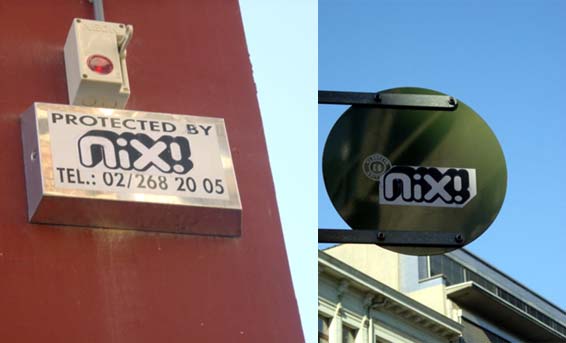 PROTECTED BY
nix!
TEL.: 02/268 20 05
nix!